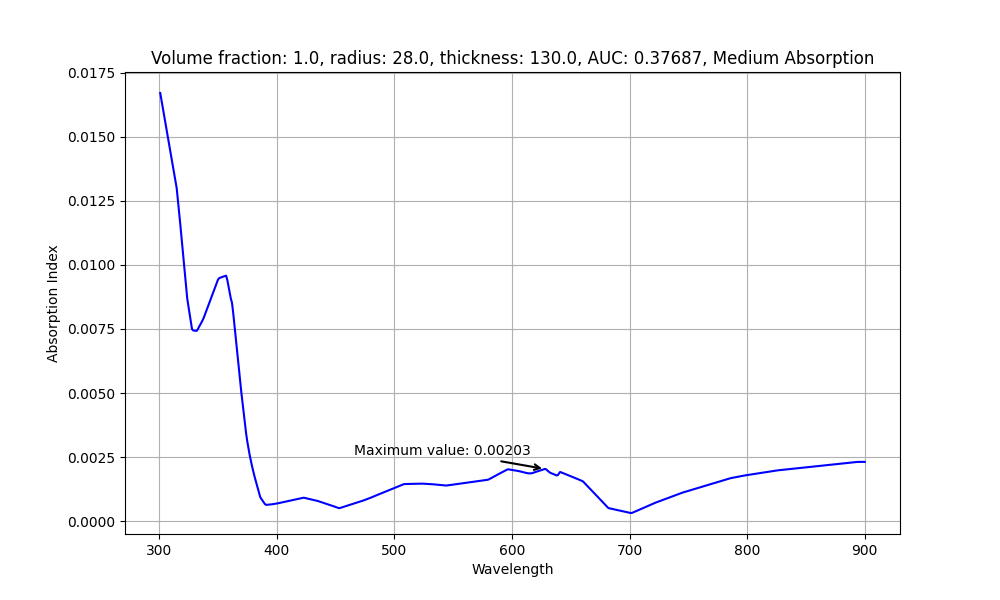 Volume fraction: 1.0, radius: 28.0, thickness: 130.0, AUC: 0.37687, Medium Absorption
0.0175
0.0150
0.0125
0.0100
0.0075
0.0050
0.0025
0.0000
Absorption Index
Maximum value: 0.00203
300 400 500 600 700 800 900
Wavelength